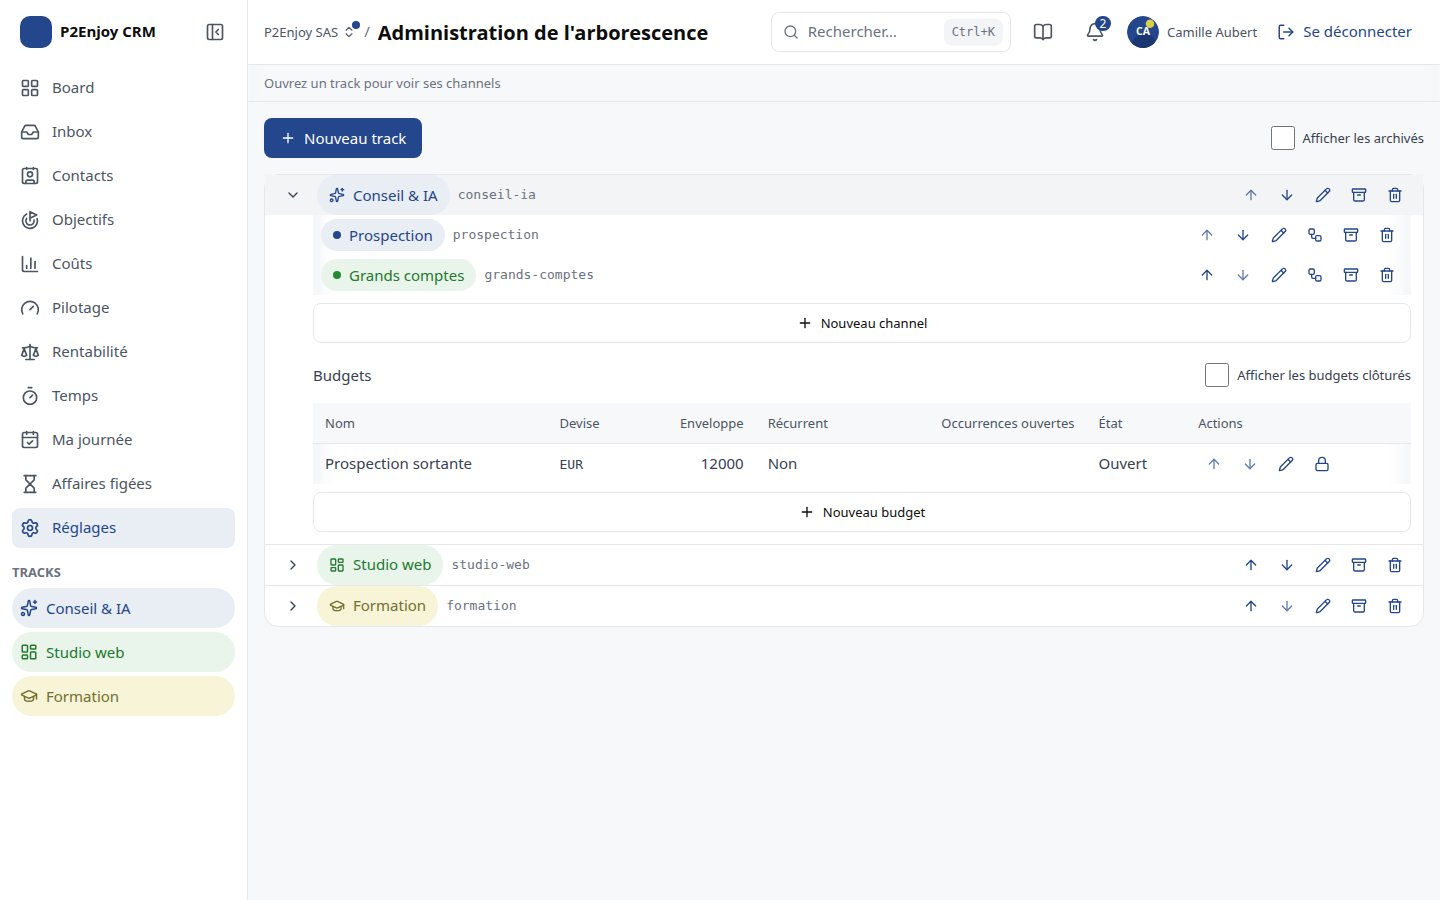 P2Enjoy CRM
Board
Inbox
Contacts
Objectifs
Coûts
Pilotage
Rentabilité
Temps
Ma journée
Affaires figées
Réglages
TRACKS
Conseil & IA
Studio web
Formation
P2Enjoy SAS / Administration de l'arborescence
Rechercher... Ctrl+K
2
CA Camille Aubert
Se déconnecter
Ouvrez un track pour voir ses channels
Nouveau track
Afficher les archivés
Conseil & IA conseil-ia
Prospection prospection
Grands comptes grands-comptes
Nouveau channel
Budgets
Afficher les budgets clôturés
Nom Devise Enveloppe Récurrent Occurrences ouvertes État Actions
Prospection sortante EUR 12000 Non Ouvert
Nouveau budget
Studio web studio-web
Formation formation